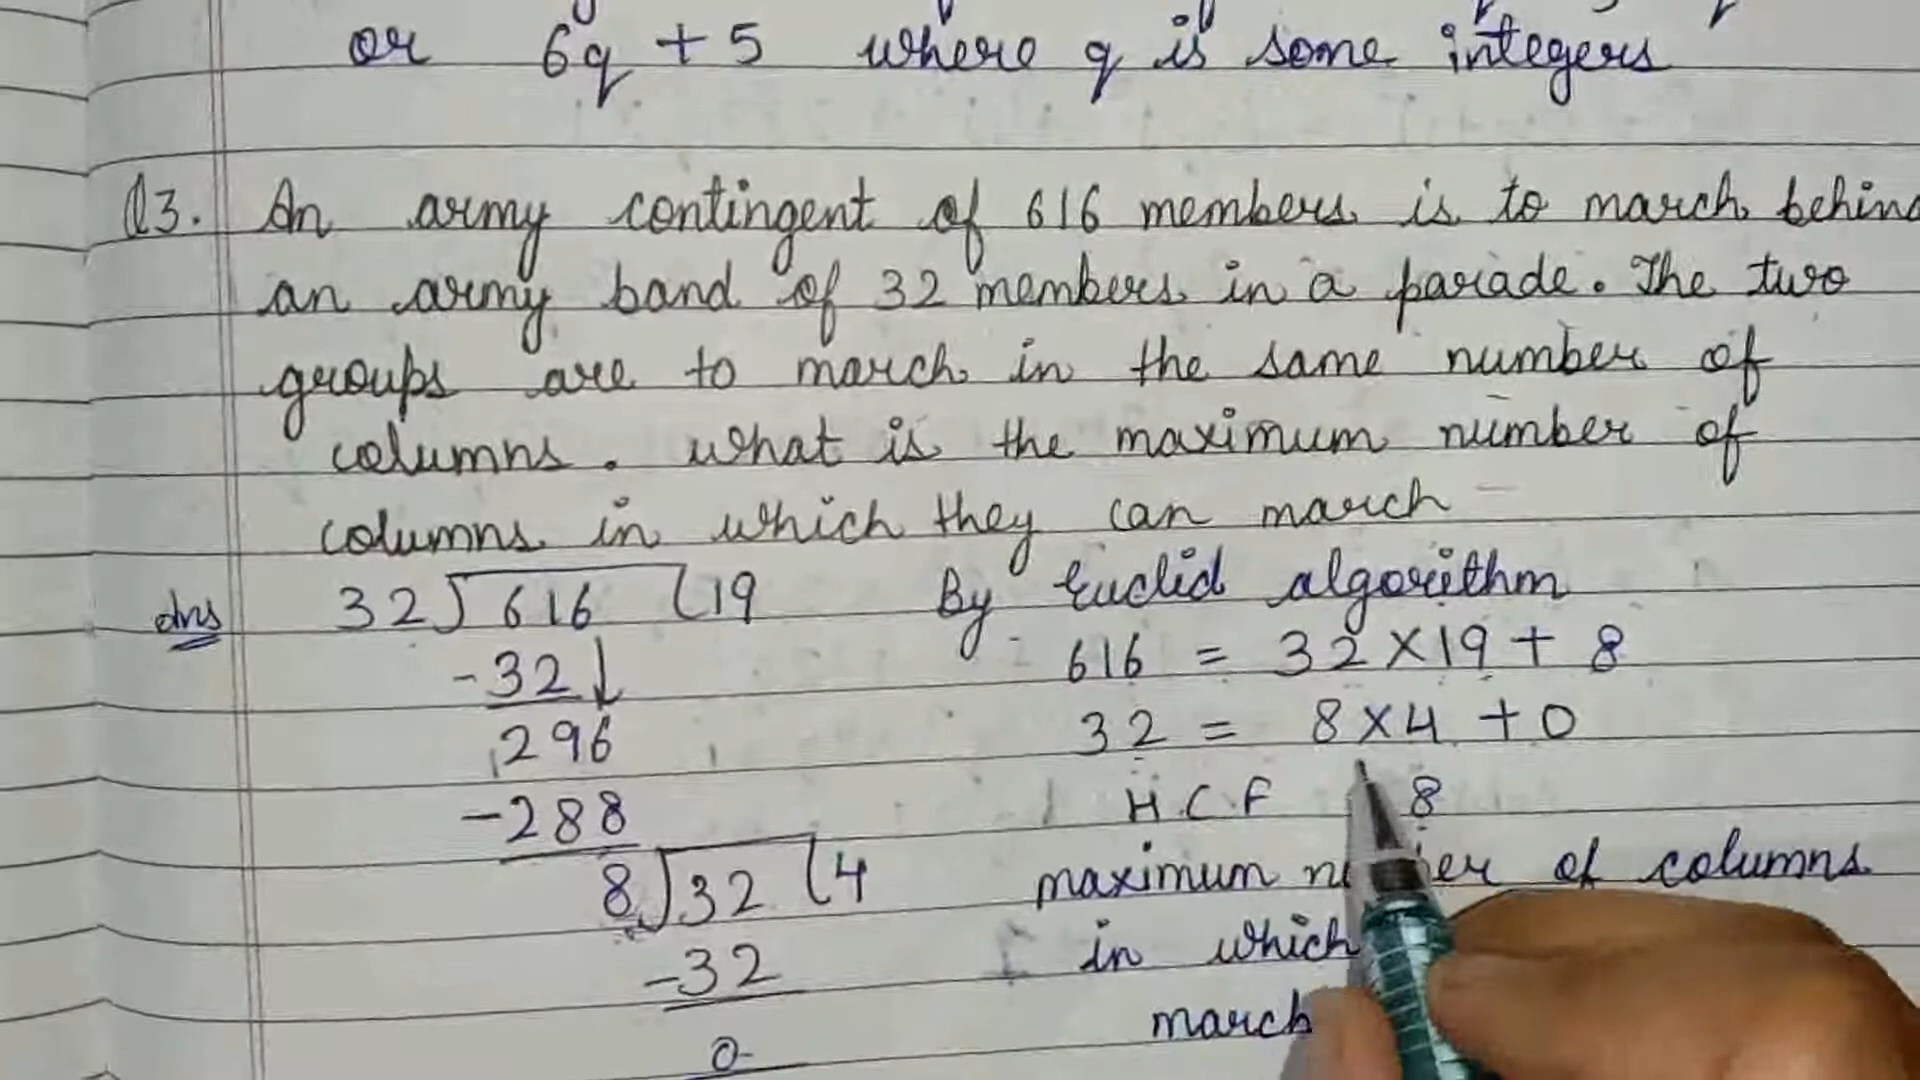 or 6q + 5 where q is some integers
Q3. An army contingent of 616 members is to march behind
an army band of 32 members in a parade. The two
groups are to march in the same number of
columns. what is the maximum number of
columns in which they can march
Ans 32 616 19
-32
296
-288
8 32 4
-32
0
By Euclid algorithm
616 = 32 × 19 + 8
32 = 8 × 4 + 0
H C F 8
maximum of columns
in which
march